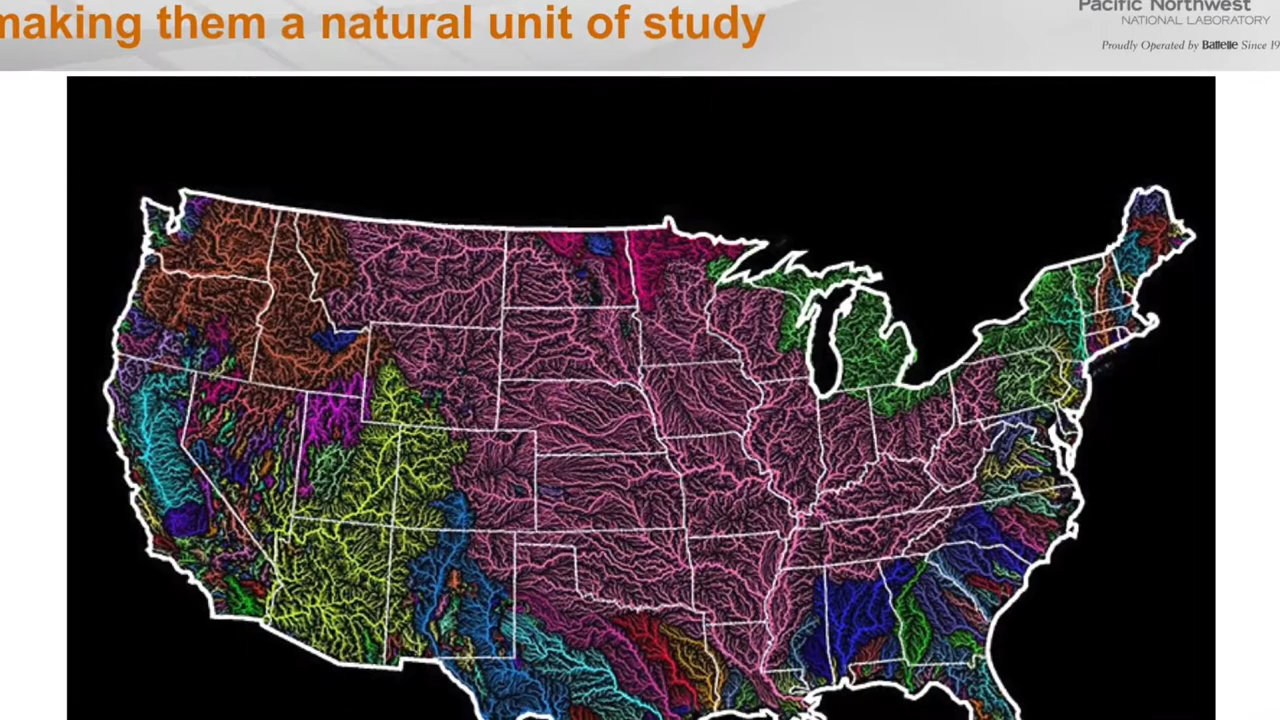 making them a natural unit of study
Pacific Northwest
NATIONAL LABORATORY
Proudly Operated by Battelle Since 19